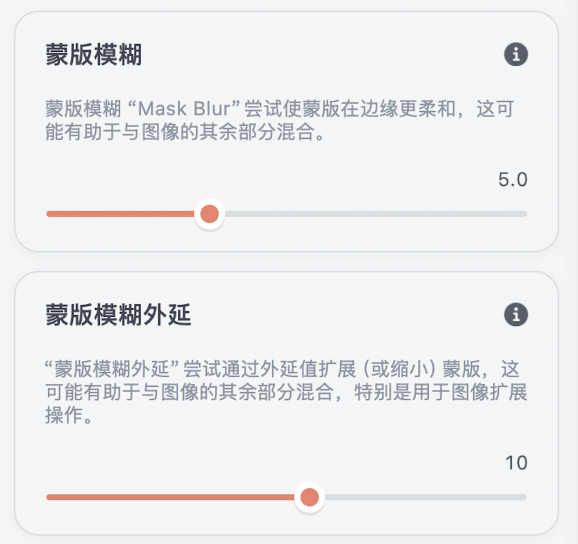 蒙版模糊
蒙版模糊 “Mask Blur” 尝试使蒙版在边缘更柔和，这可
能有助于与图像的其余部分混合。
5.0
蒙版模糊外延
“蒙版模糊外延” 尝试通过外延值扩展 (或缩小) 蒙版，这
可能有助于与图像的其余部分混合，特别是用于图像扩展
操作。
10